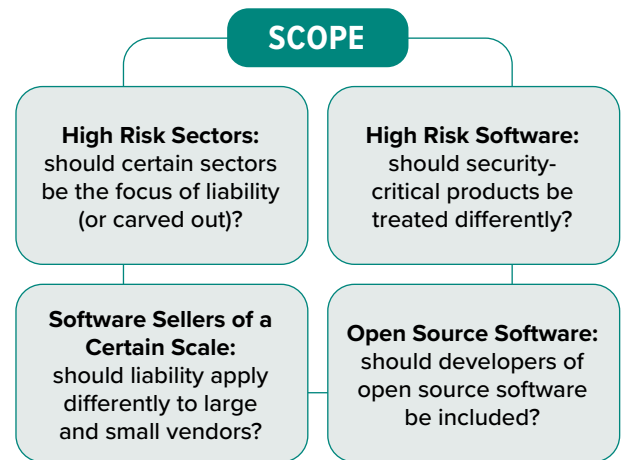 SCOPE
High Risk Sectors:
should certain sectors
be the focus of liability
(or carved out)?
High Risk Software:
should security-
critical products be
treated differently?
Software Sellers of a
Certain Scale:
should liability apply
differently to large
and small vendors?
Open Source Software:
should developers of
open source software
be included?